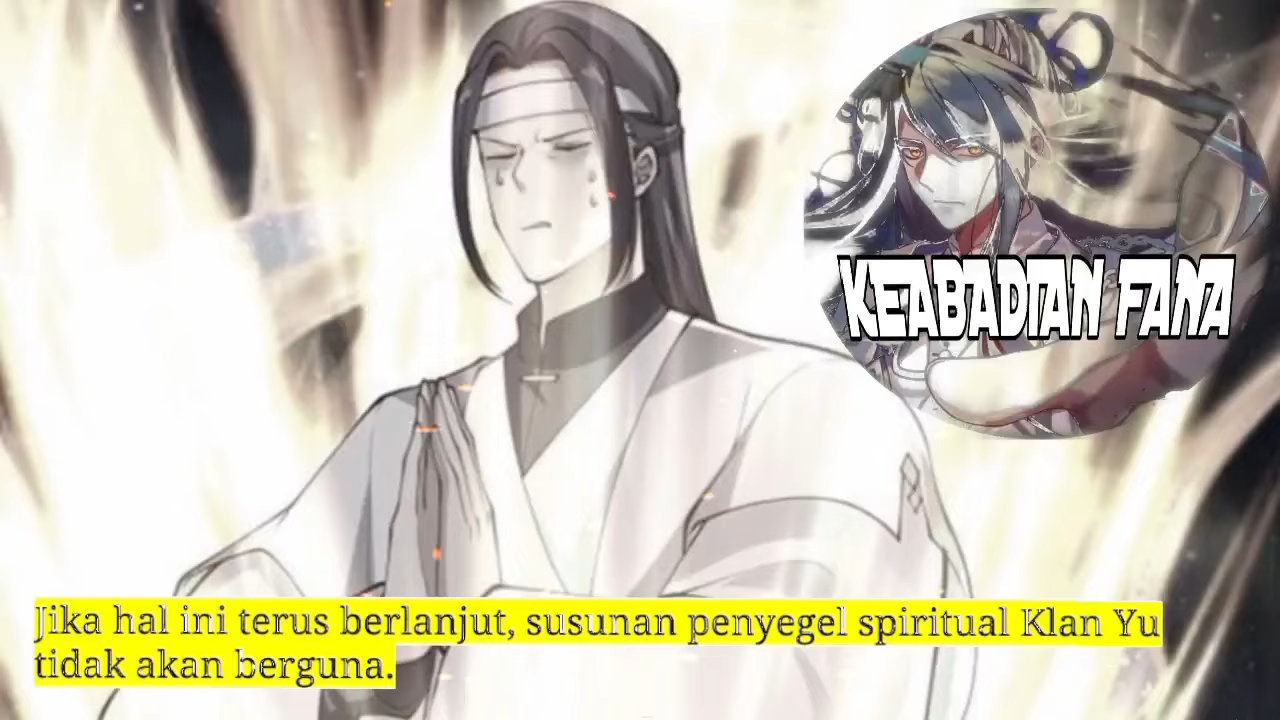 KEABADIAN FANA
Jika hal ini terus berlanjut, susunan penyegel spiritual Klan Yu
tidak akan berguna.